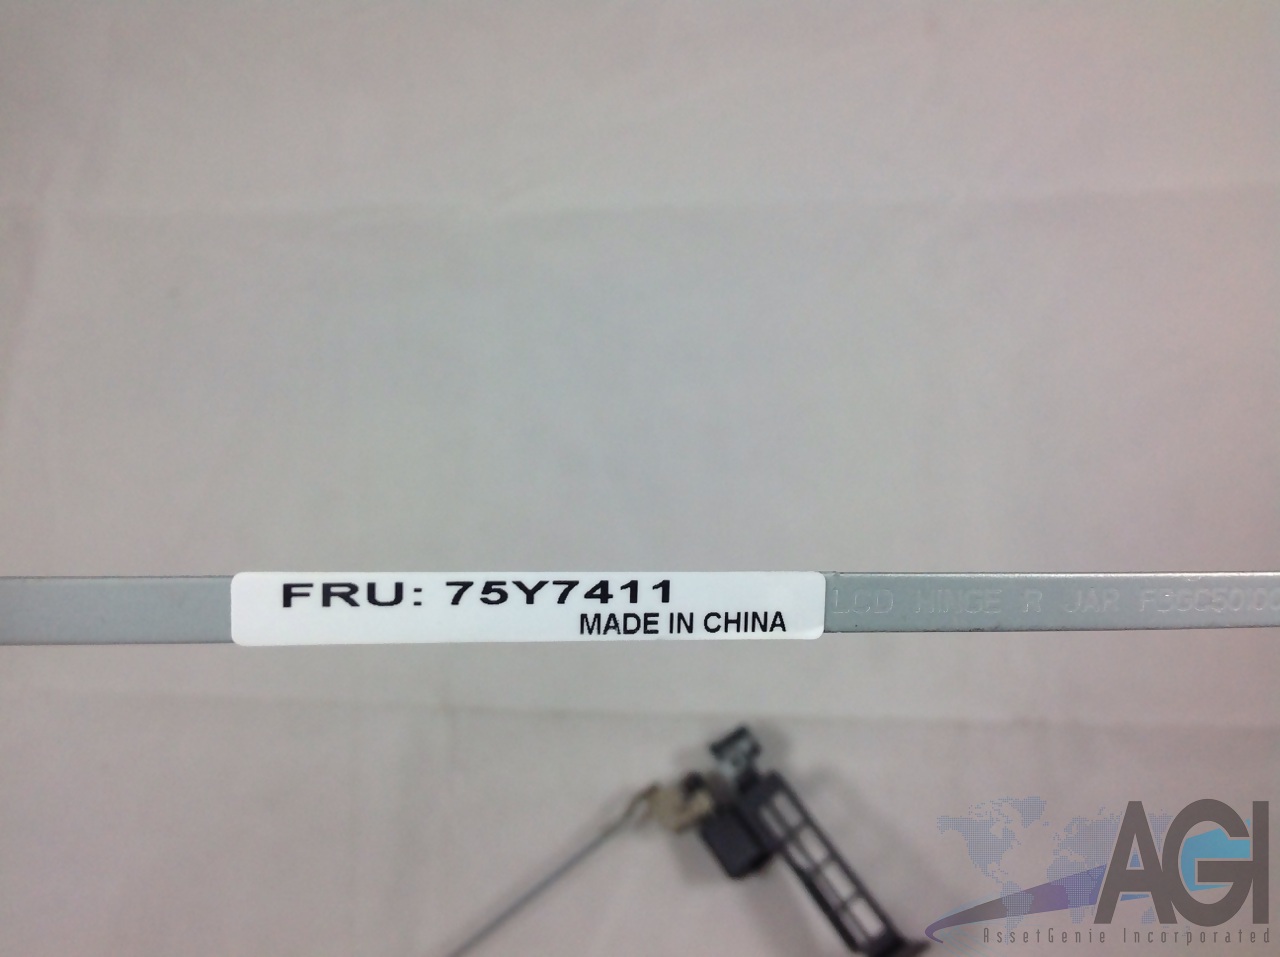 FRU: 75Y7411
MADE IN CHINA
LCD HINGE R JAR
AGI
AssetGenie Incorporated